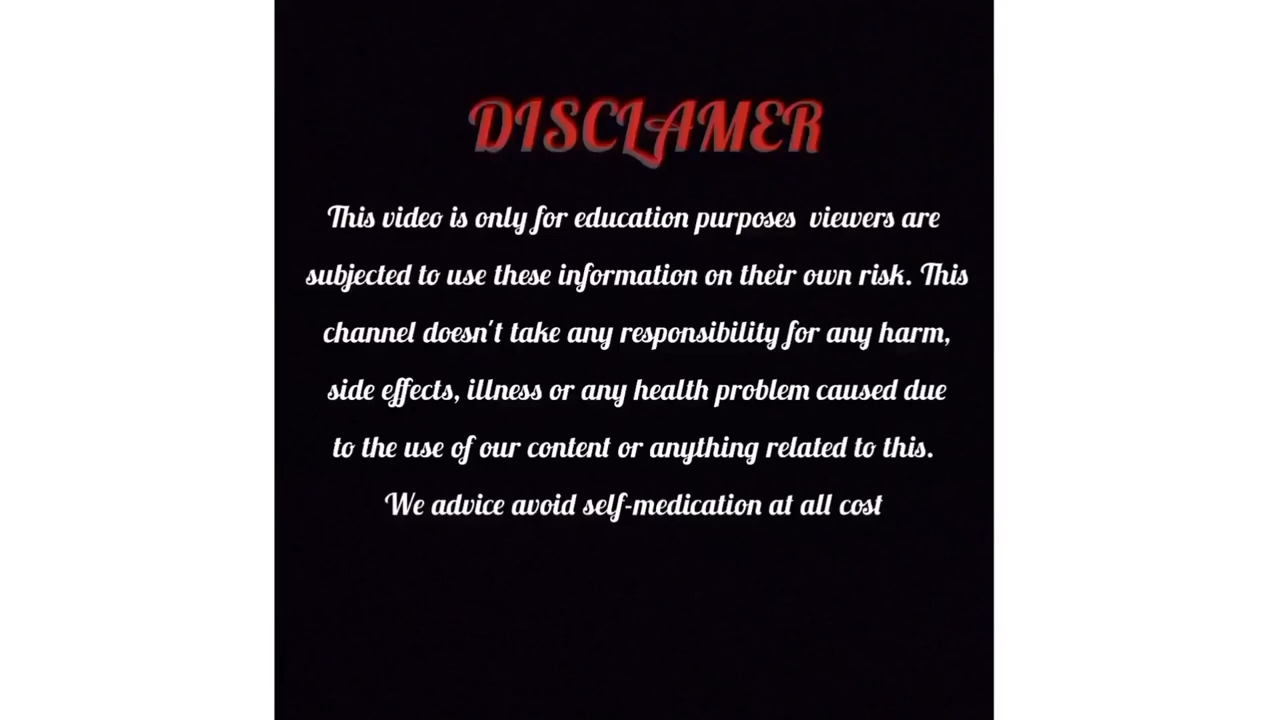 DISCLAMER
This video is only for education purposes viewers are
subjected to use these information on their own risk. This
channel doesn't take any responsibility for any harm,
side effects, illness or any health problem caused due
to the use of our content or anything related to this.
We advice avoid self-medication at all cost